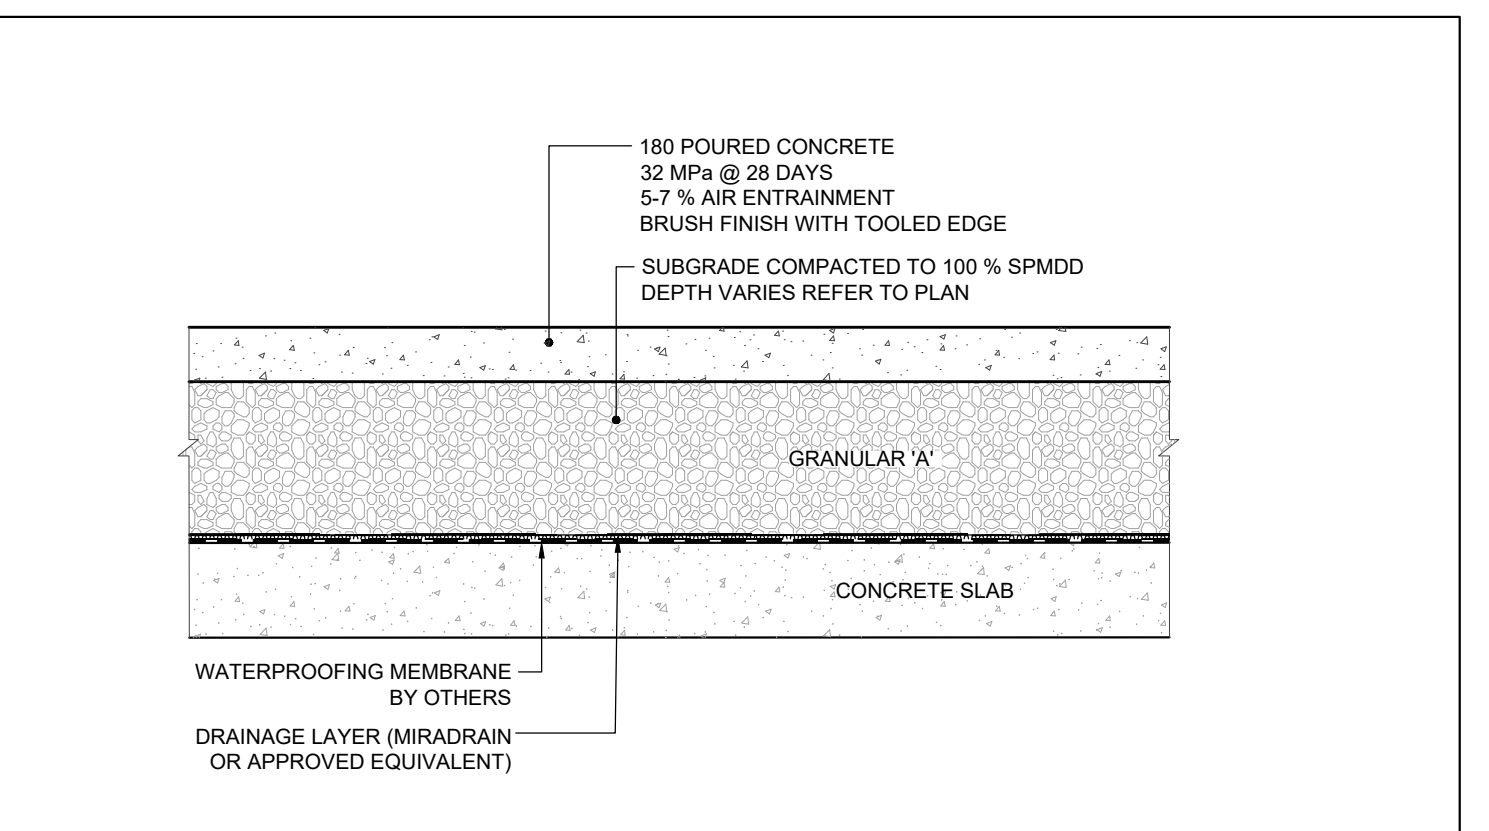 180 POURED CONCRETE
32 MPa @ 28 DAYS
5-7 % AIR ENTRAINMENT
BRUSH FINISH WITH TOOLED EDGE
SUBGRADE COMPACTED TO 100 % SPMDD
DEPTH VARIES REFER TO PLAN
GRANULAR 'A'
CONCRETE SLAB
WATERPROOFING MEMBRANE
BY OTHERS
DRAINAGE LAYER (MIRADRAIN
OR APPROVED EQUIVALENT)